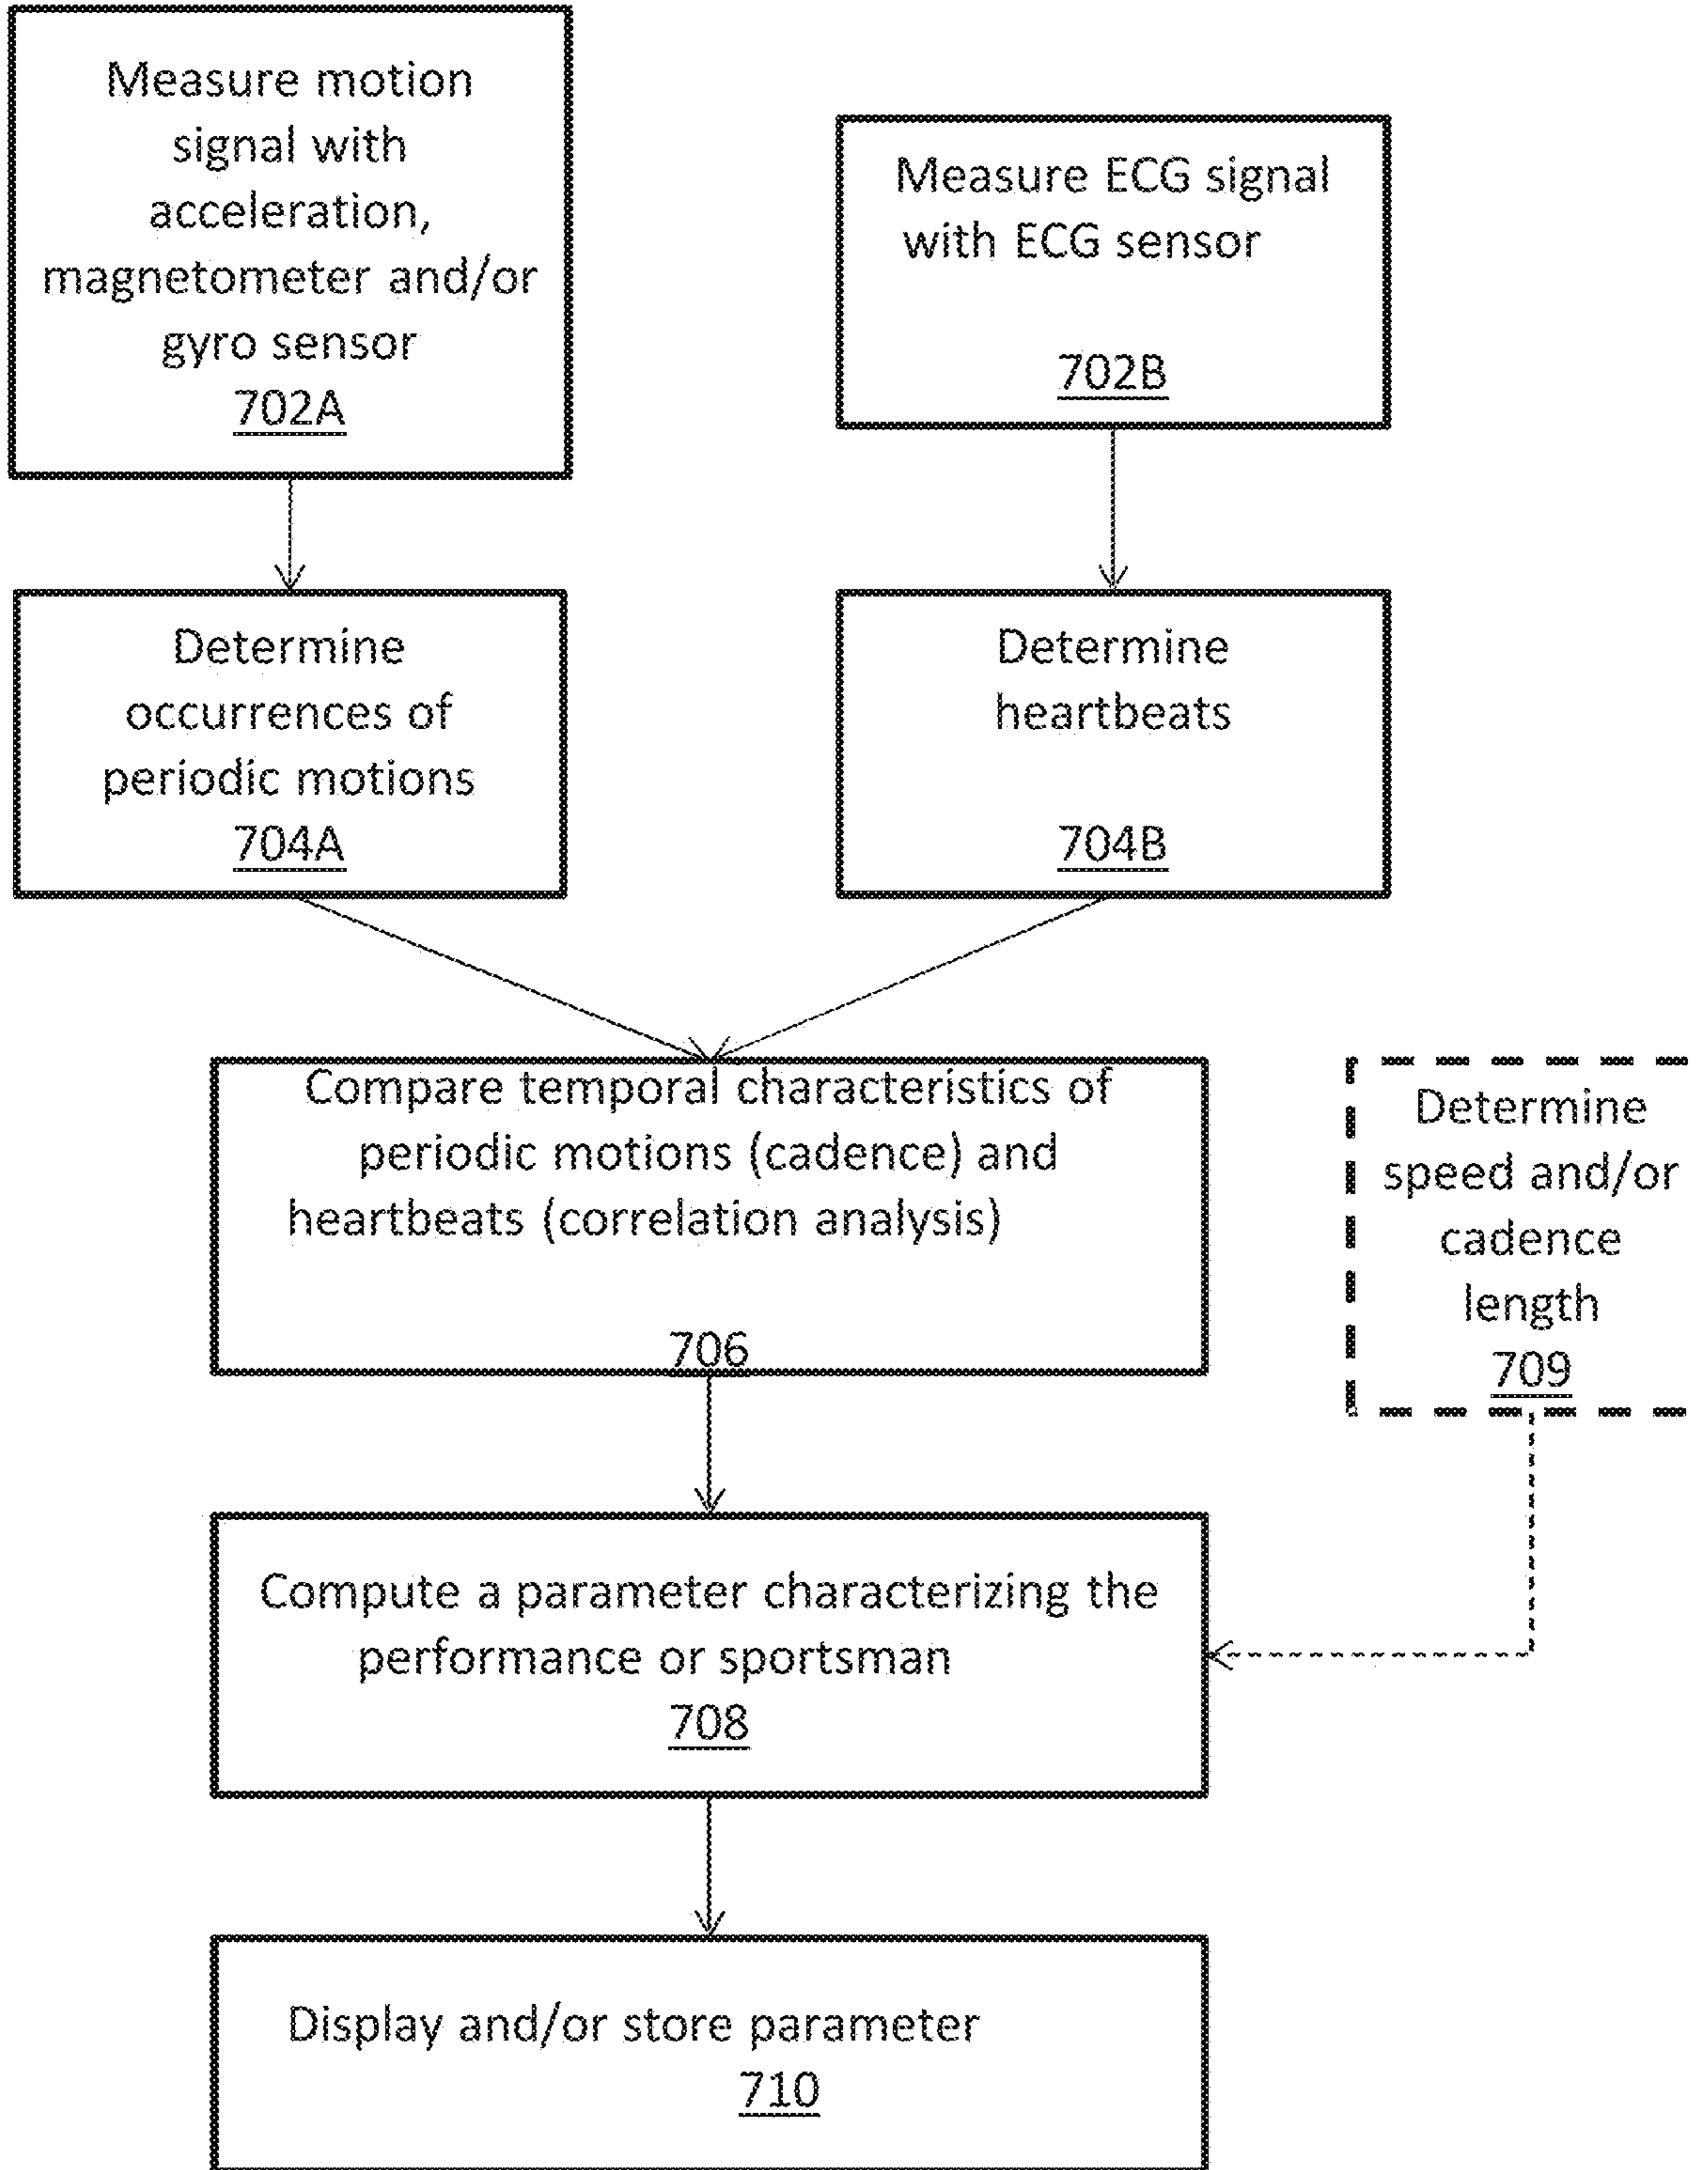 Measure motion
signal with
acceleration,
magnetometer and/or
gyro sensor
702A
Measure ECG signal
with ECG sensor
702B
Determine
occurrences of
periodic motions
704A
Determine
heartbeats
704B
Compare temporal characteristics of
periodic motions (cadence) and
heartbeats (correlation analysis)
706
Determine
speed and/or
cadence
length
709
Compute a parameter characterizing the
performance or sportsman
708
Display and/or store parameter
710